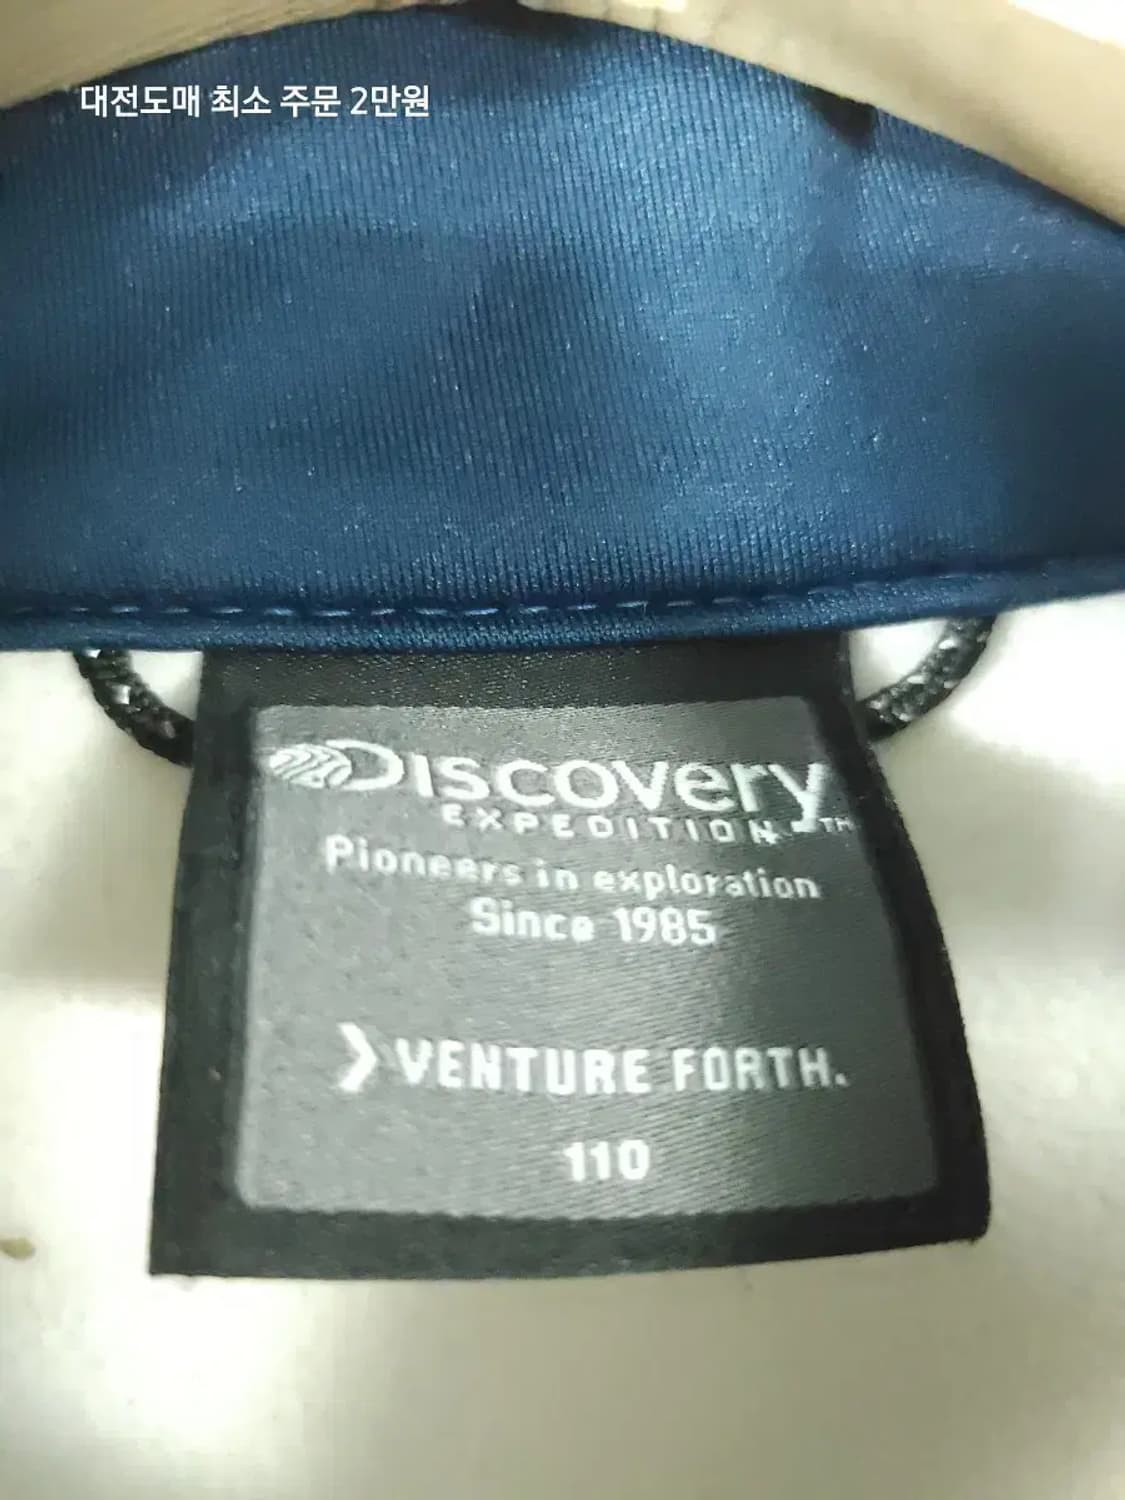 대전도매 최소 주문 2만원
Discovery
EXPEDITION™
Pioneers in exploration
Since 1985
❯VENTURE FORTH.
110